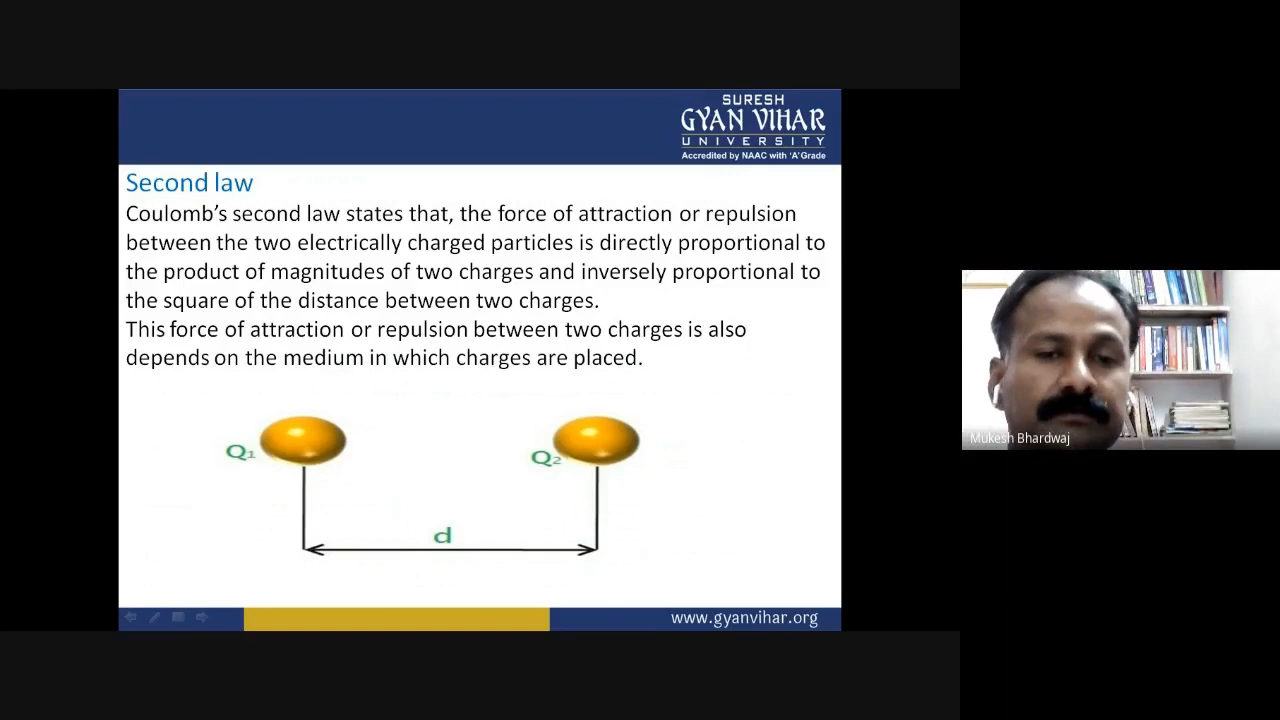 SURESH
GYAN VIHAR
UNIVERSITY
Accredited by NAAC with 'A' Grade
Second law
Coulomb's second law states that, the force of attraction or repulsion
between the two electrically charged particles is directly proportional to
the product of magnitudes of two charges and inversely proportional to
the square of the distance between two charges.
This force of attraction or repulsion between two charges is also
depends on the medium in which charges are placed.
Q1
Q2
d
www.gyanvihar.org
Mukesh Bhardwaj